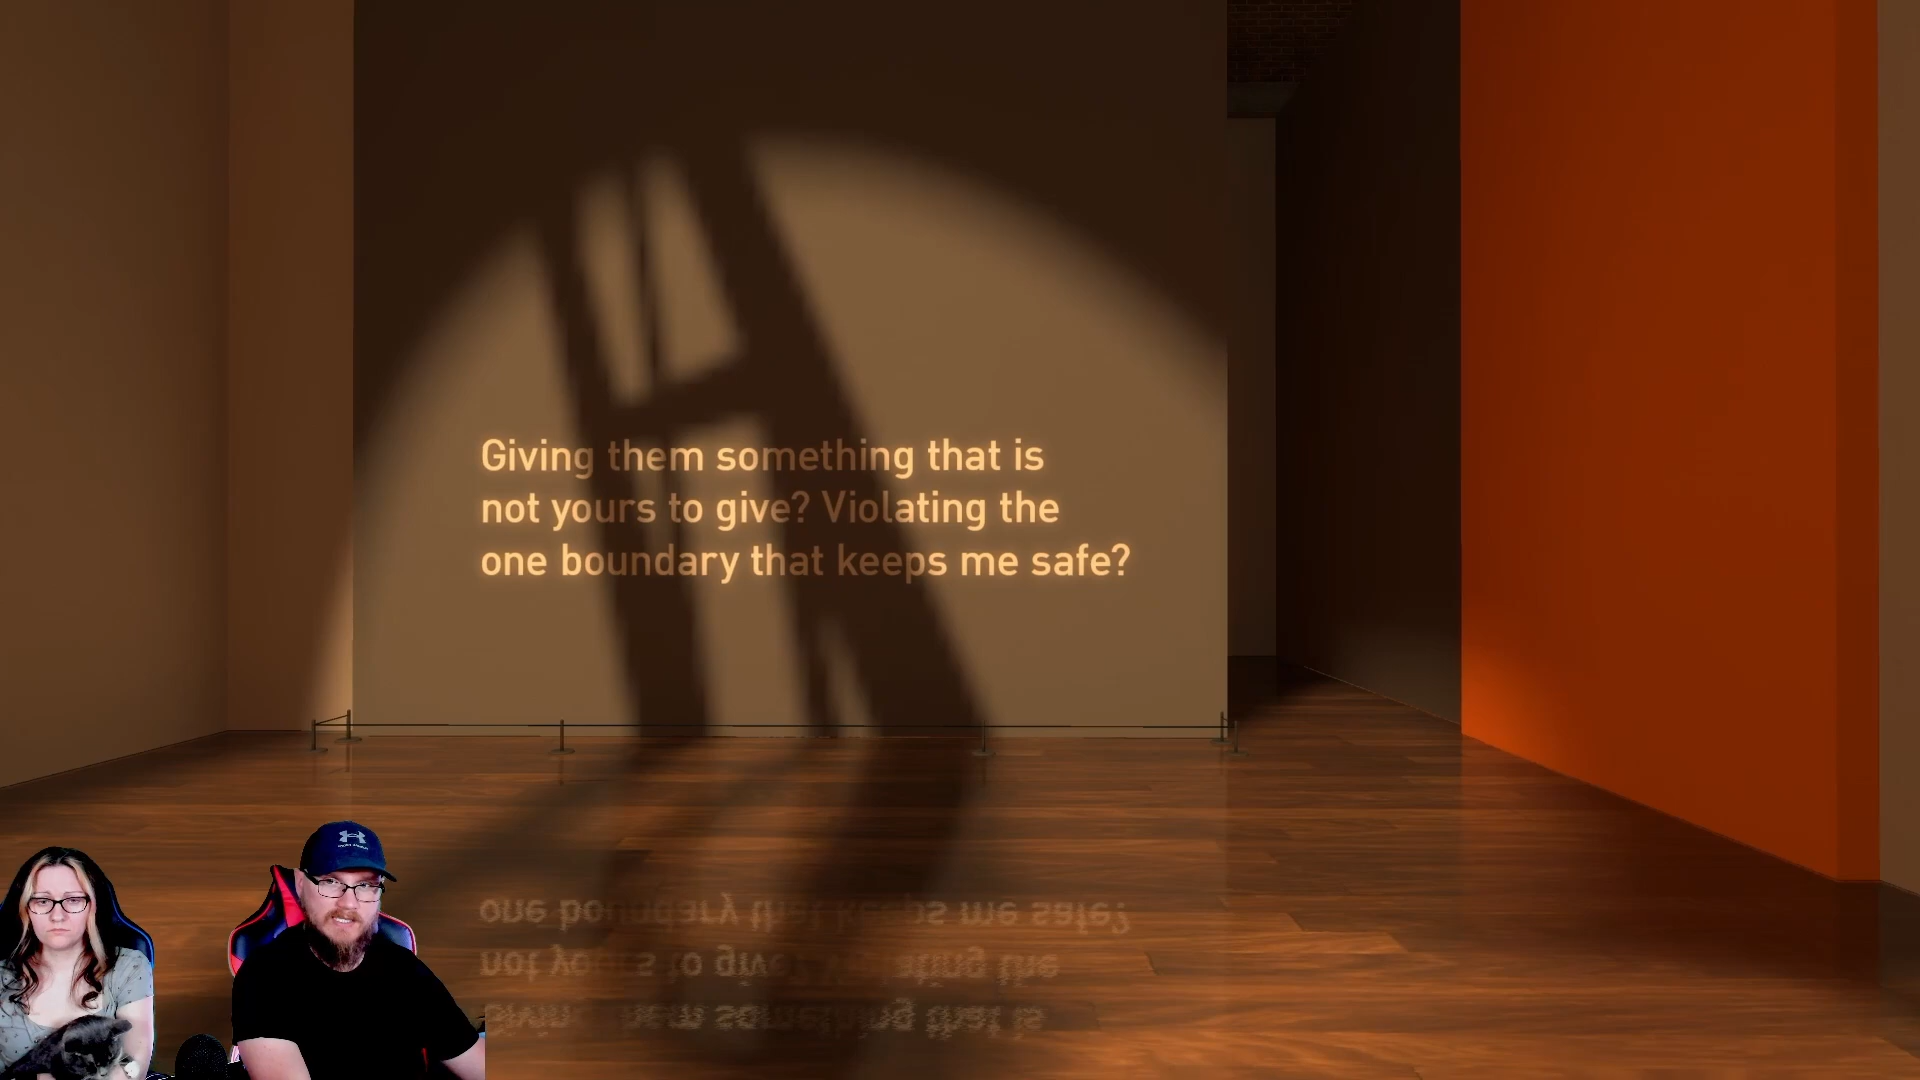 Giving them something that is
not yours to give? Violating the
one boundary that keeps me safe?